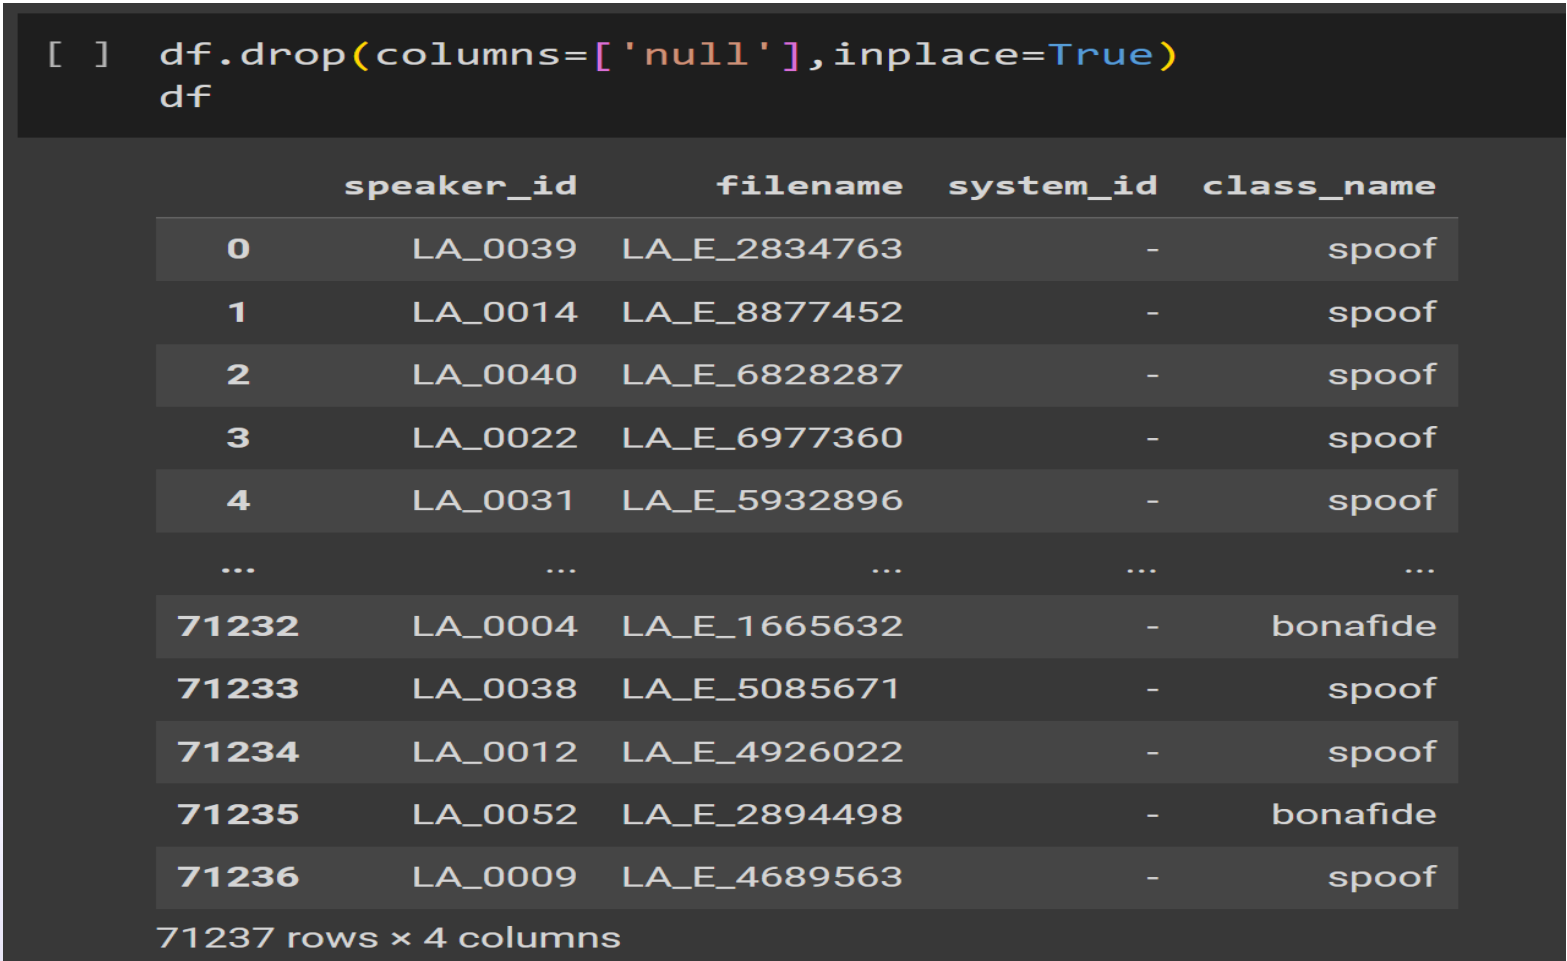 [ ] df.drop(columns=['null'],inplace=True)
df
speaker_id filename system_id class_name
0 LA_0039 LA_E_2834763 - spoof
1 LA_0014 LA_E_8877452 - spoof
2 LA_0040 LA_E_6828287 - spoof
3 LA_0022 LA_E_6977360 - spoof
4 LA_0031 LA_E_5932896 - spoof
... ... ... ... ...
71232 LA_0004 LA_E_1665632 - bonafide
71233 LA_0038 LA_E_5085671 - spoof
71234 LA_0012 LA_E_4926022 - spoof
71235 LA_0052 LA_E_2894498 - bonafide
71236 LA_0009 LA_E_4689563 - spoof
71237 rows × 4 columns